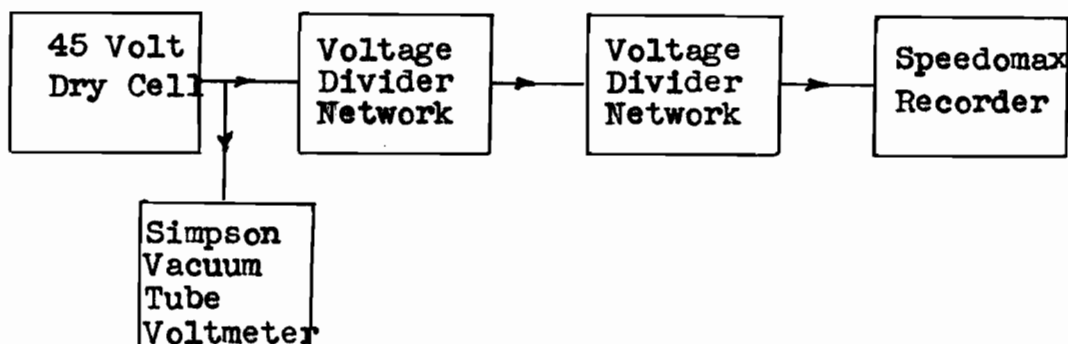 45 Volt
Dry Cell
Voltage
Divider
Network
Voltage
Divider
Network
Speedomax
Recorder
Simpson
Vacuum
Tube
Voltmeter